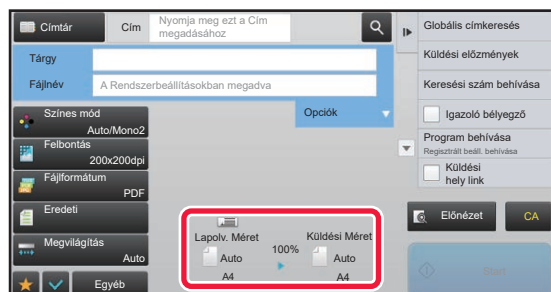 Címtár
Cím
Nyomja meg ezt a Cím
megadásához
Tárgy
Fájlnév
A Rendszerbeállításokban megadva
Opciók
Színes mód
Auto/Mono2
Felbontás
200x200dpi
Fájlformátum
PDF
Eredeti
Megvilágítás
Auto
Egyéb
Lapolv. Méret
Auto
A4
100%
Küldési Méret
Auto
A4
Globális címkeresés
Küldési előzmények
Keresési szám behívása
Igazoló bélyegző
Program behívása
Regisztrált beáll. behívása
Küldési
hely link
Előnézet
CA
Start